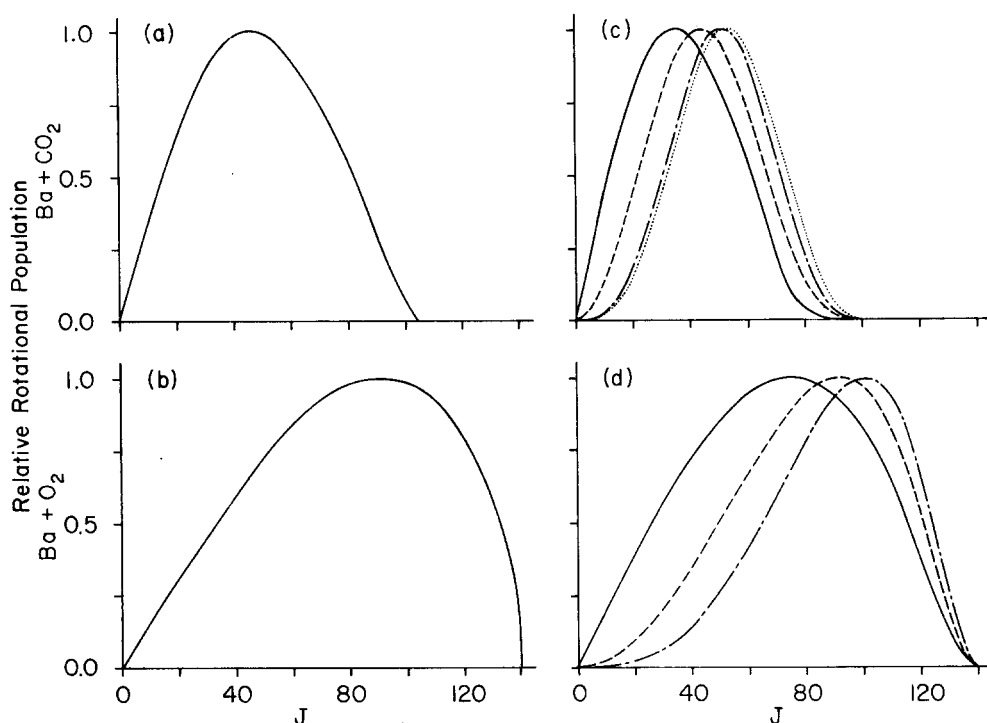 Relative Rotational Population
Ba + CO2
Ba + O2
(a)
1.0
0.5
0.0
(b)
1.0
0.5
0.0
0 40 80 120
J
(c)
(d)
0 40 80 120
J